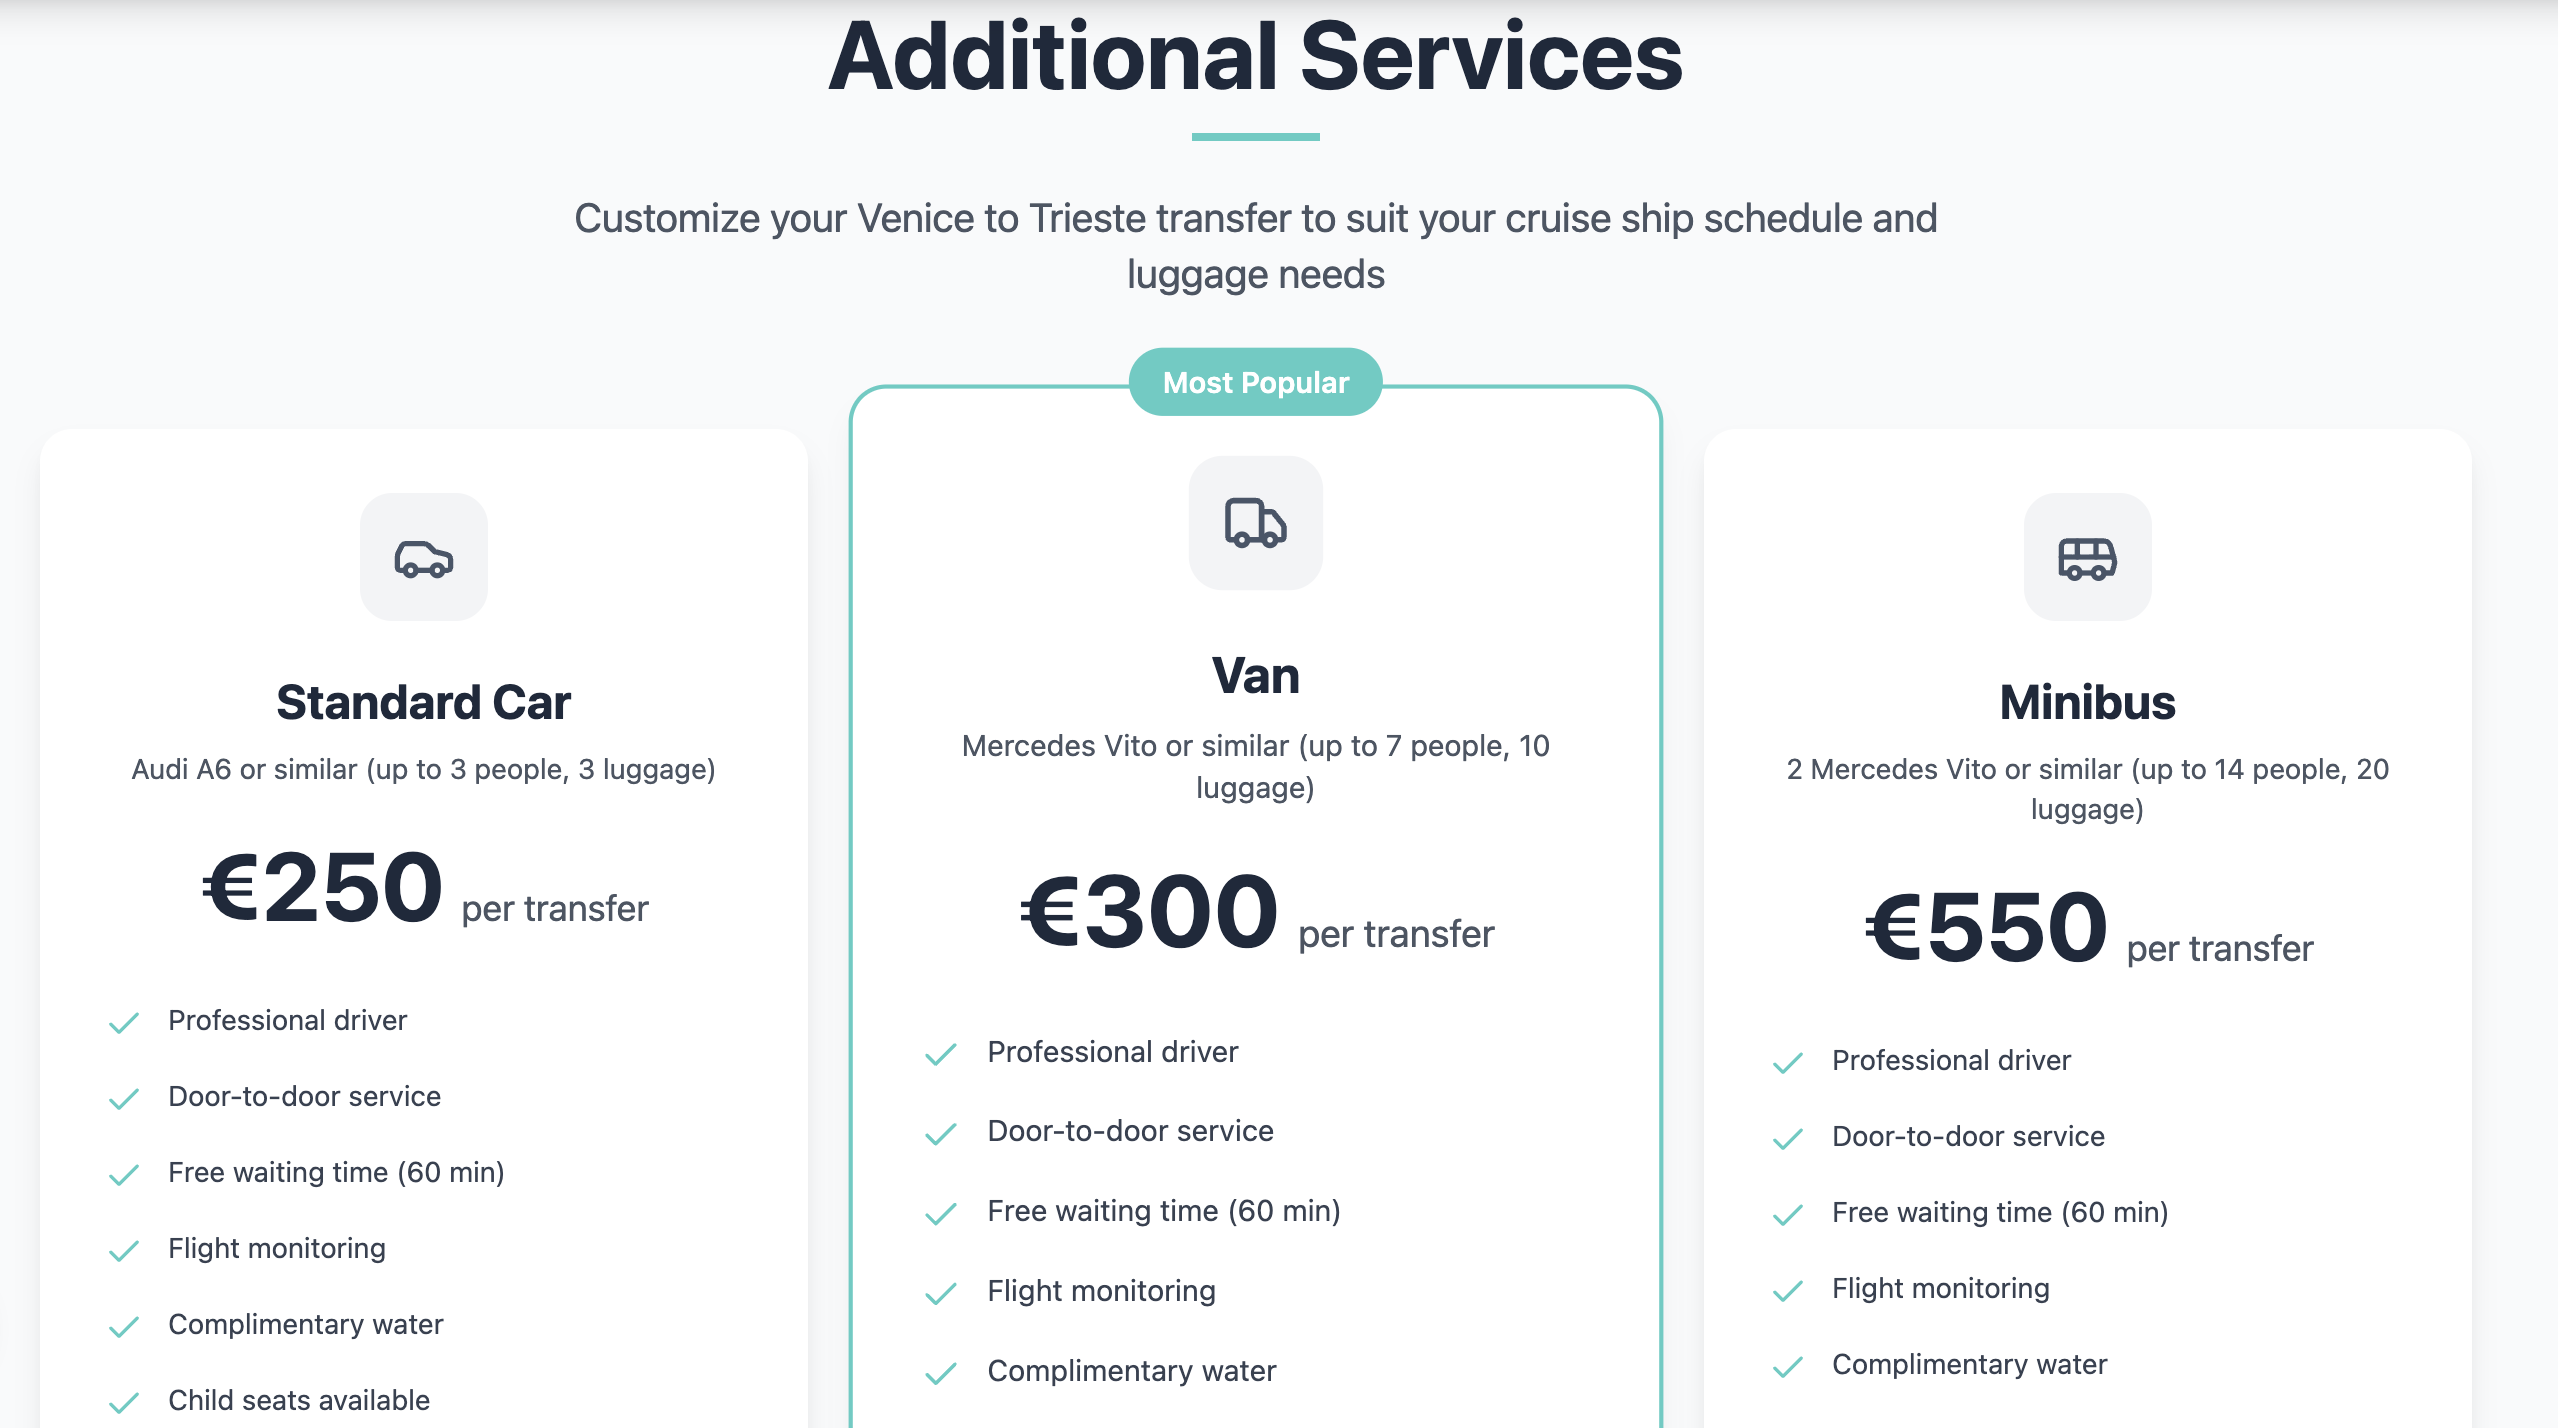 Additional Services
Customize your Venice to Trieste transfer to suit your cruise ship schedule and
luggage needs
Standard Car
Audi A6 or similar (up to 3 people, 3 luggage)
€250 per transfer
Professional driver
Door-to-door service
Free waiting time (60 min)
Flight monitoring
Complimentary water
Child seats available
Most Popular
Van
Mercedes Vito or similar (up to 7 people, 10
luggage)
€300 per transfer
Professional driver
Door-to-door service
Free waiting time (60 min)
Flight monitoring
Complimentary water
Minibus
2 Mercedes Vito or similar (up to 14 people, 20
luggage)
€550 per transfer
Professional driver
Door-to-door service
Free waiting time (60 min)
Flight monitoring
Complimentary water